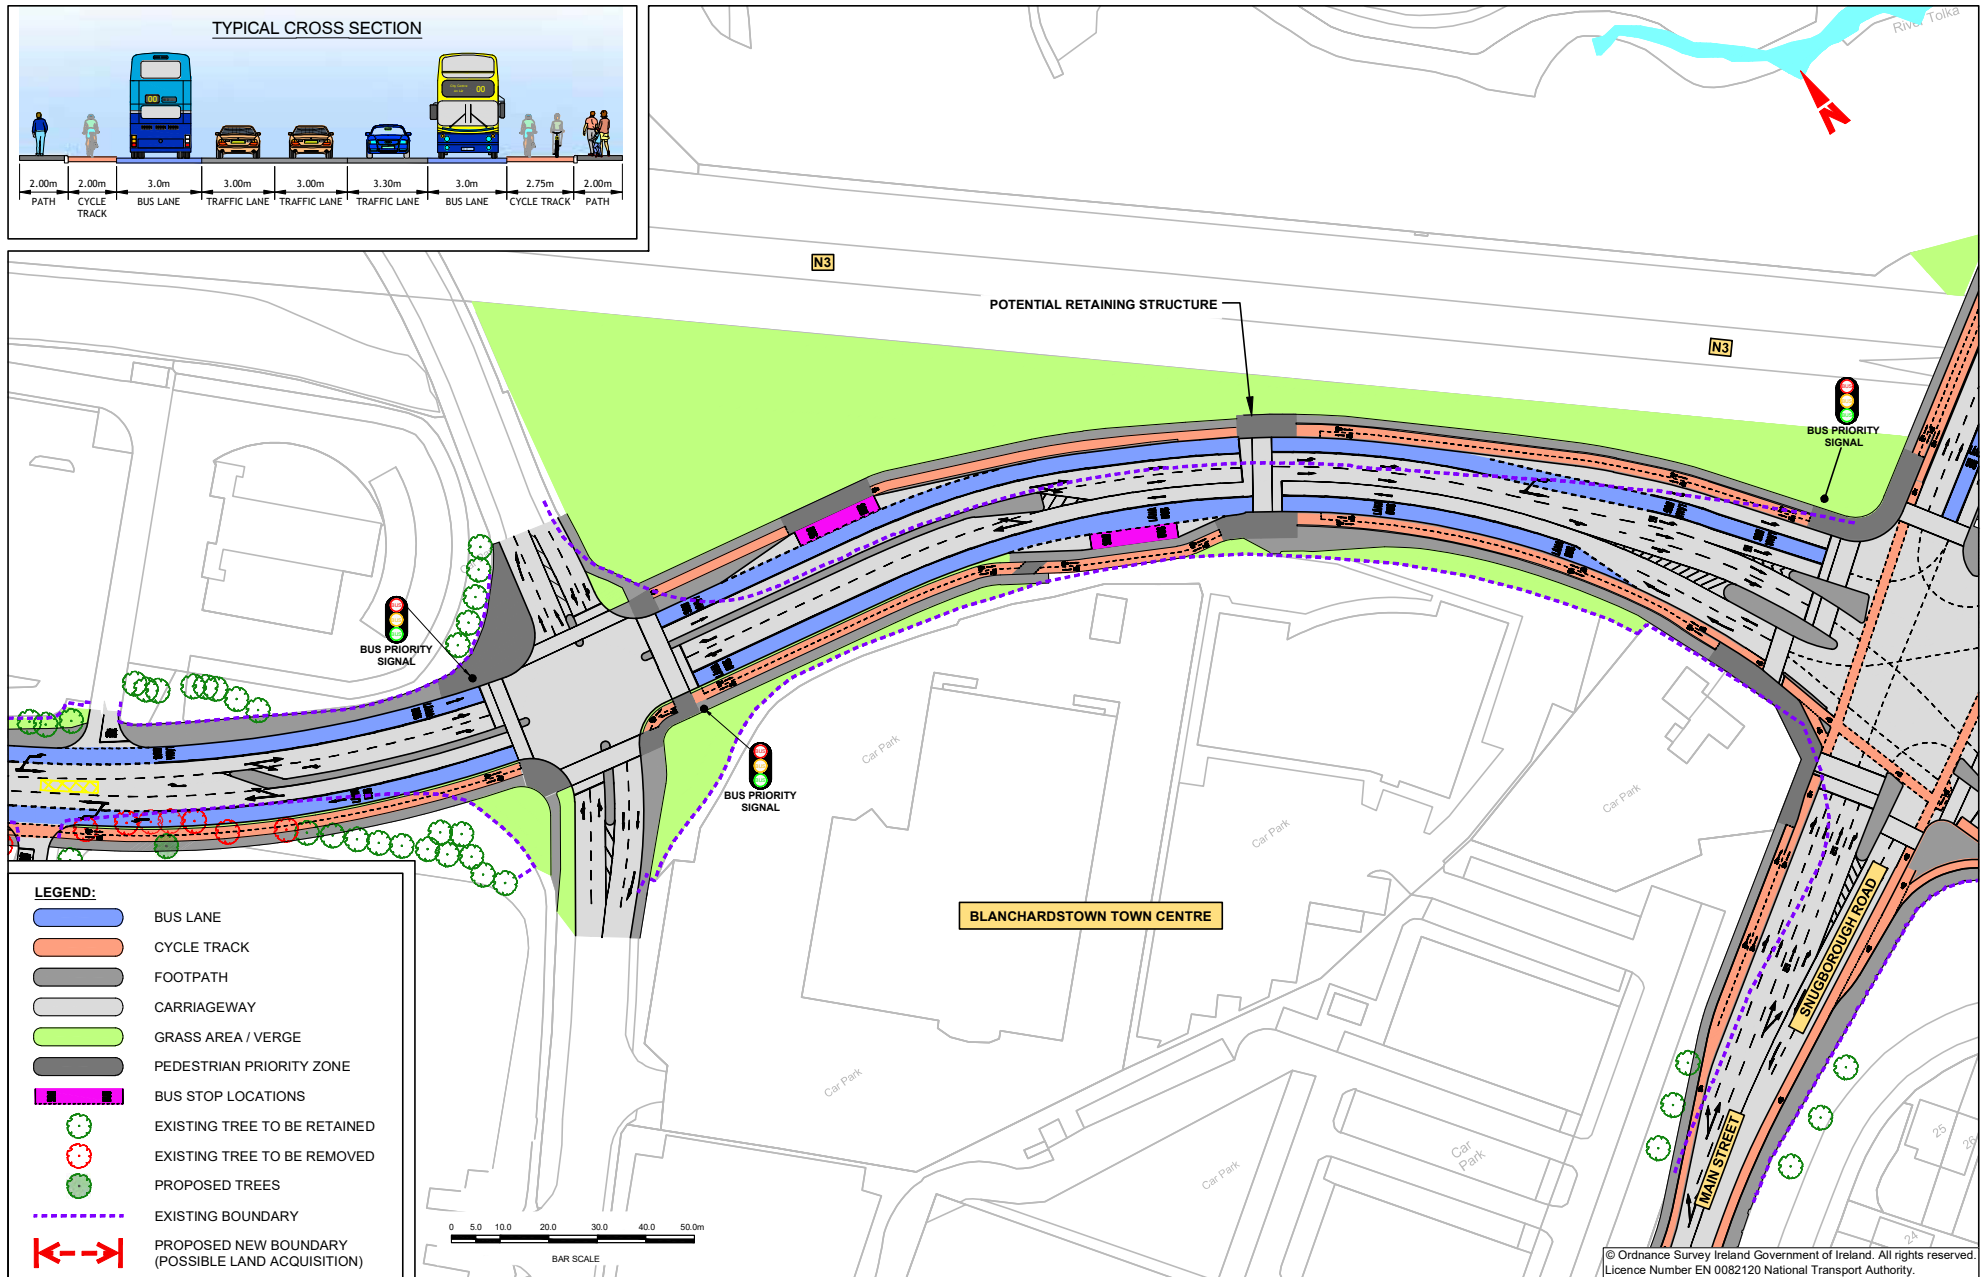 TYPICAL CROSS SECTION
00
00
2.00m
2.00m
3.0m
3.00m
3.00m
3.30m
3.0m
2.75m
2.00m
PATH
CYCLE
TRACK
BUS LANE
TRAFFIC LANE
TRAFFIC LANE
TRAFFIC LANE
BUS LANE
CYCLE TRACK
PATH
River Tolka
N
N3
POTENTIAL RETAINING STRUCTURE
N3
BUS PRIORITY
SIGNAL
BUS PRIORITY
SIGNAL
BUS PRIORITY
SIGNAL
Car Park
Car Park
Car Park
BLANCHARDSTOWN TOWN CENTRE
SNUGBOROUGH ROAD
Car Park
Car
Park
Car Park
MAIN STREET
25
26
24
LEGEND:
BUS LANE
CYCLE TRACK
FOOTPATH
CARRIAGEWAY
GRASS AREA / VERGE
PEDESTRIAN PRIORITY ZONE
BUS STOP LOCATIONS
EXISTING TREE TO BE RETAINED
EXISTING TREE TO BE REMOVED
PROPOSED TREES
EXISTING BOUNDARY
PROPOSED NEW BOUNDARY
(POSSIBLE LAND ACQUISITION)
0 5.0 10.0 20.0 30.0 40.0 50.0m
BAR SCALE
© Ordnance Survey Ireland Government of Ireland. All rights reserved.
Licence Number EN 0082120 National Transport Authority.